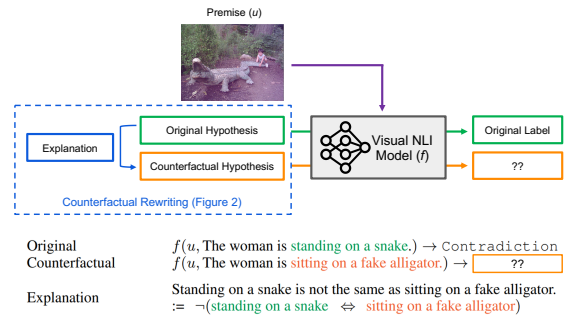 Premise (u)
Original Hypothesis
Explanation
Counterfactual Hypothesis
Counterfactual Rewriting (Figure 2)
Visual NLI
Model (f)
Original Label
??
Original f(u, The woman is standing on a snake.) → Contradiction
Counterfactual f(u, The woman is sitting on a fake alligator.) → ??
Explanation Standing on a snake is not the same as sitting on a fake alligator.
:= ¬(standing on a snake ⇔ sitting on a fake alligator)